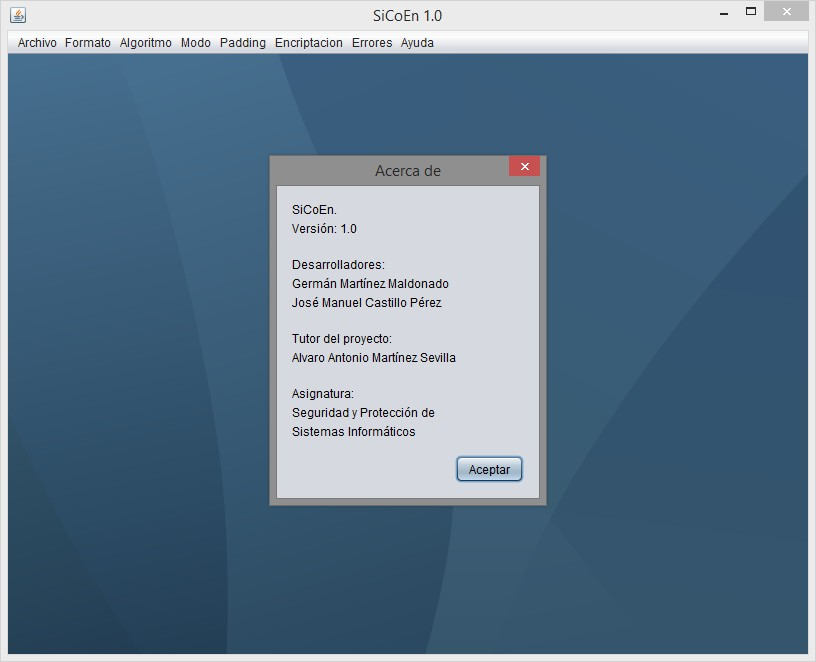 SiCoEn 1.0
Archivo Formato Algoritmo Modo Padding Encriptacion Errores Ayuda
Acerca de
SiCoEn.
Versión: 1.0
Desarrolladores:
Germán Martínez Maldonado
José Manuel Castillo Pérez
Tutor del proyecto:
Alvaro Antonio Martínez Sevilla
Asignatura:
Seguridad y Protección de
Sistemas Informáticos
Aceptar